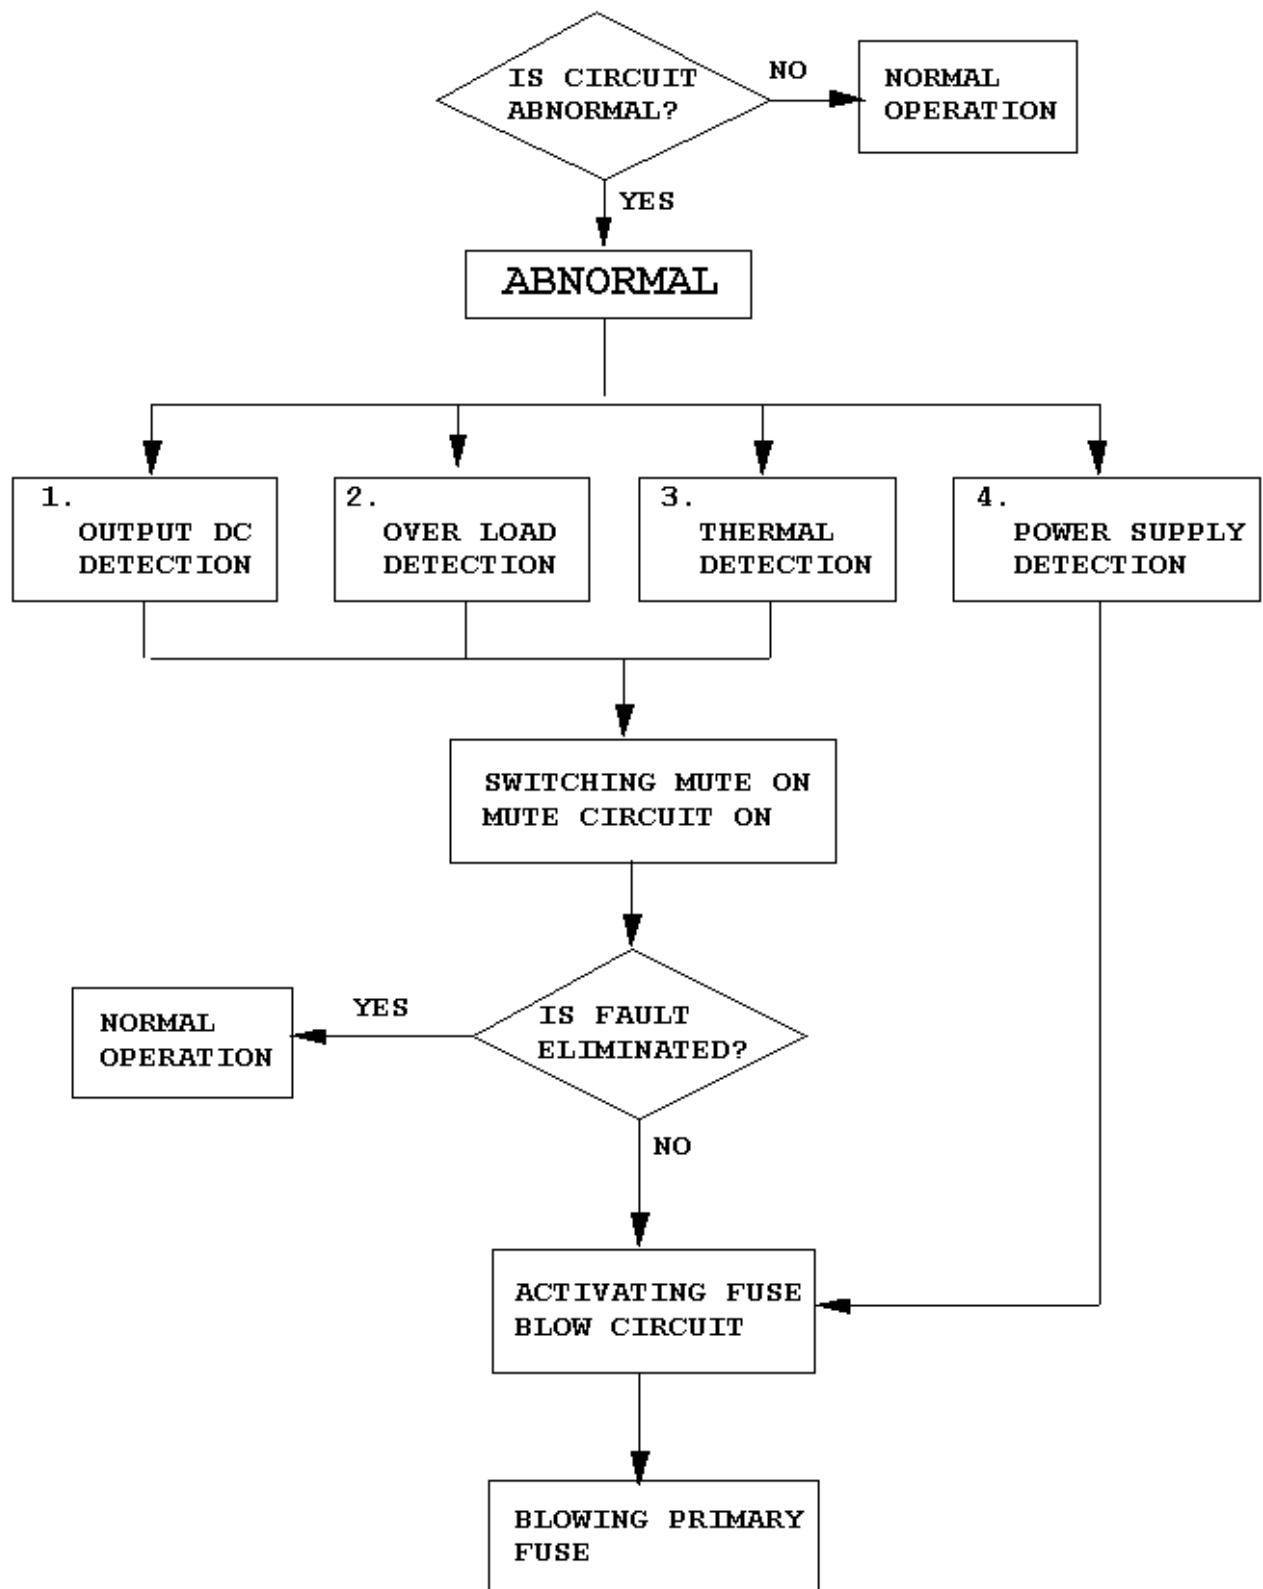 IS CIRCUIT
ABNORMAL?
NO
NORMAL
OPERATION
YES
ABNORMAL
1.
OUTPUT DC
DETECTION
2.
OVER LOAD
DETECTION
3.
THERMAL
DETECTION
4.
POWER SUPPLY
DETECTION
SWITCHING MUTE ON
MUTE CIRCUIT ON
IS FAULT
ELIMINATED?
YES
NORMAL
OPERATION
NO
ACTIVATING FUSE
BLOW CIRCUIT
BLOWING PRIMARY
FUSE